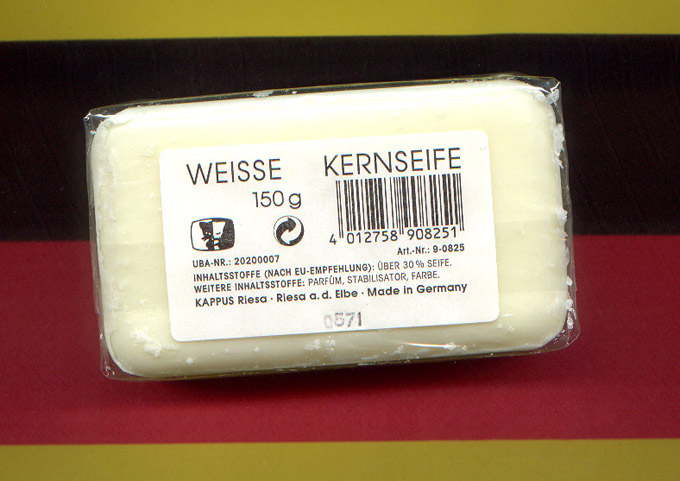 WEISSE KERNSEIFE
150 g
4 012758 908251
UBA-NR.: 20200007
Art.-Nr.: 9-0825
INHALTSSTOFFE (NACH EU-EMPFEHLUNG): ÜBER 30 % SEIFE.
WEITERE INHALTSSTOFFE: PARFÜM, STABILISATOR, FARBE.
KAPPUS Riesa · Riesa a. d. Elbe · Made in Germany
0571